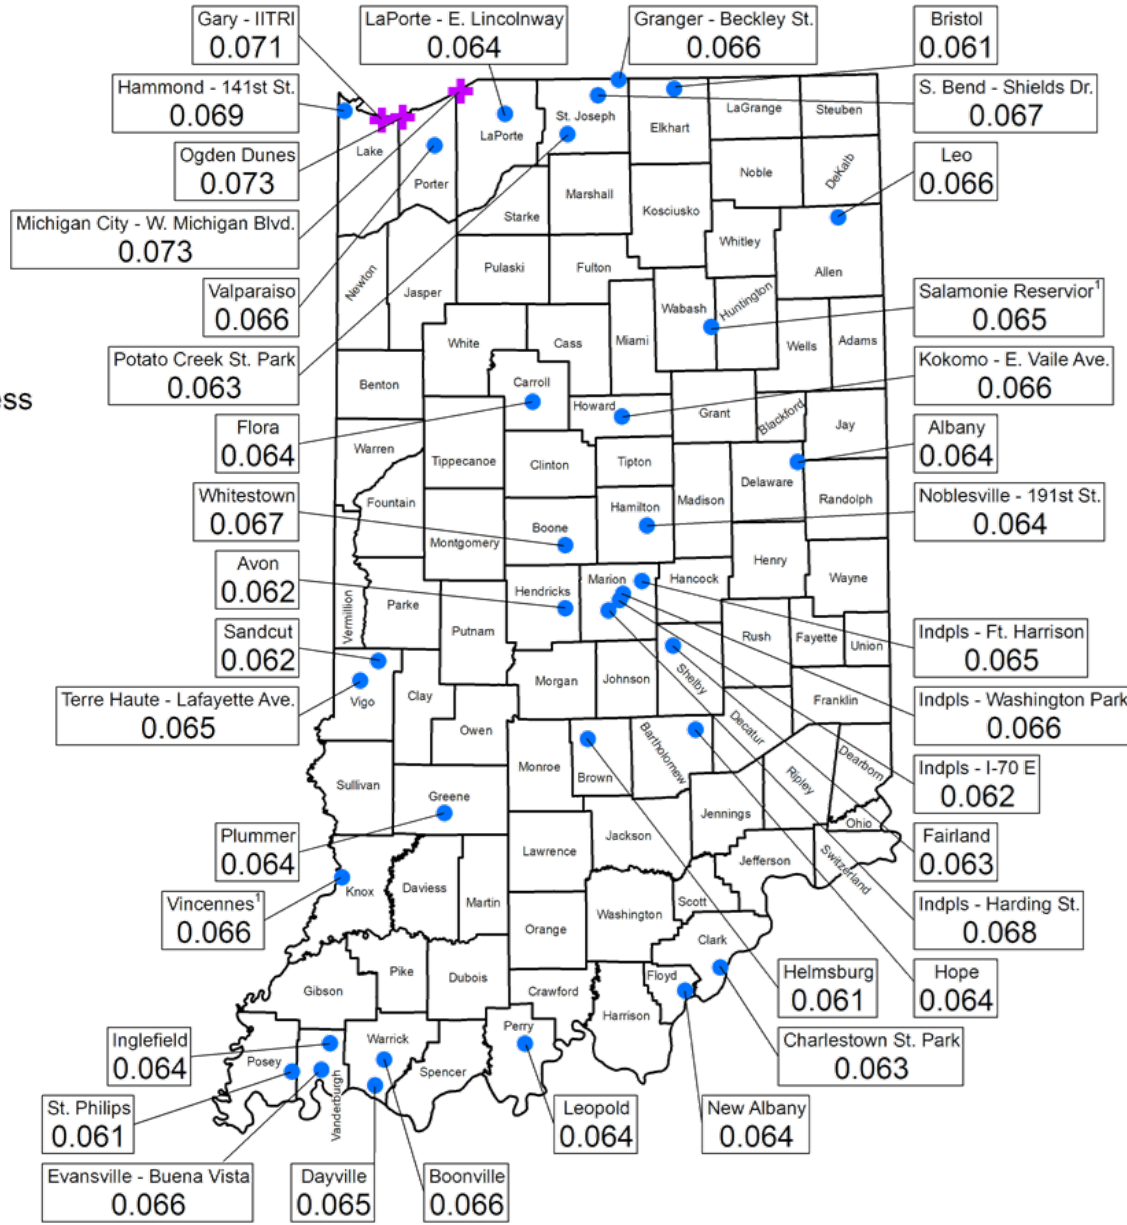 Gary - IITRI
0.071
LaPorte - E. Lincolnway
0.064
Granger - Beckley St.
0.066
Bristol
0.061
Hammond - 141st St.
0.069
S. Bend - Shields Dr.
0.067
Ogden Dunes
0.073
Leo
0.066
Michigan City - W. Michigan Blvd.
0.073
Valparaiso
0.066
Salamonie Reservior¹
0.065
Potato Creek St. Park
0.063
Kokomo - E. Vaile Ave.
0.066
ess
Flora
0.064
Albany
0.064
Whitestown
0.067
Noblesville - 191st St.
0.064
Avon
0.062
Sandcut
0.062
Indpls - Ft. Harrison
0.065
Terre Haute - Lafayette Ave.
0.065
Indpls - Washington Park
0.066
Indpls - I-70 E
0.062
Plummer
0.064
Fairland
0.063
Vincennes¹
0.066
Indpls - Harding St.
0.068
Helmsburg
0.061
Hope
0.064
Inglefield
0.064
Charlestown St. Park
0.063
St. Philips
0.061
Leopold
0.064
New Albany
0.064
Evansville - Buena Vista
0.066
Dayville
0.065
Boonville
0.066
Lake
Porter
LaPorte
St. Joseph
Elkhart
LaGrange
Steuben
Noble
DeKalb
Starke
Marshall
Kosciusko
Whitley
Allen
Newton
Jasper
Pulaski
Fulton
Wabash
Huntington
White
Cass
Miami
Wells
Adams
Benton
Carroll
Howard
Grant
Blackford
Jay
Warren
Tippecanoe
Clinton
Tipton
Madison
Delaware
Randolph
Fountain
Montgomery
Boone
Hamilton
Henry
Wayne
Vermillion
Parke
Putnam
Hendricks
Marion
Hancock
Rush
Fayette
Union
Vigo
Clay
Owen
Morgan
Johnson
Shelby
Decatur
Franklin
Sullivan
Greene
Monroe
Brown
Bartholomew
Jennings
Ripley
Dearborn
Ohio
Switzerland
Jefferson
Jackson
Lawrence
Knox
Daviess
Martin
Orange
Washington
Scott
Clark
Floyd
Harrison
Crawford
Gibson
Pike
Dubois
Posey
Vanderburgh
Warrick
Spencer
Perry